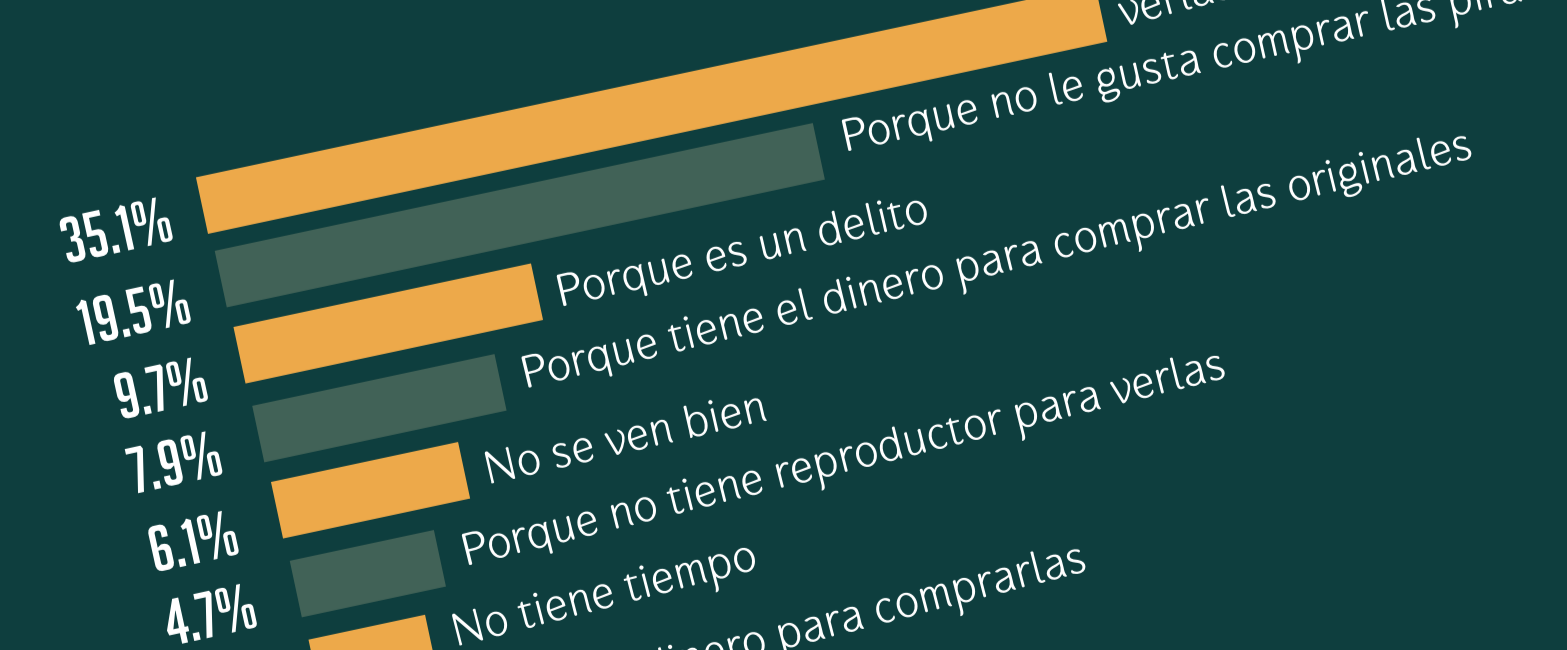 35.1%
19.5% Porque no le gusta comprar las
9.7% Porque es un delito
7.9% Porque tiene el dinero para comprar las originales
6.1% No se ven bien
4.7% Porque no tiene reproductor para verlas
No tiene tiempo
para comprarlas